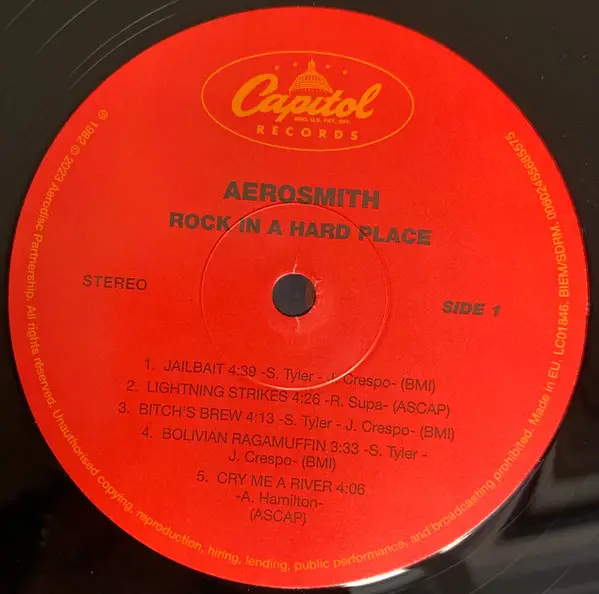 Capitol
REG. U.S. PAT. OFF.
RECORDS
AEROSMITH
ROCK IN A HARD PLACE
STEREO
SIDE 1
1. JAILBAIT 4:39 -S. Tyler - J. Crespo- (BMI)
2. LIGHTNING STRIKES 4:26 -R. Supa- (ASCAP)
3. BITCH'S BREW 4:13 -S. Tyler - J. Crespo- (BMI)
4. BOLIVIAN RAGAMUFFIN 3:33 -S. Tyler -
J. Crespo- (BMI)
5. CRY ME A RIVER 4:06
-A. Hamilton-
(ASCAP)
℗ 1982 © 2023 Aerodisc Partnership. All rights reserved. Unauthorised copying, reproduction, hiring, lending, public performance, and broadcasting prohibited. Made in EU. LC01846. BIEM/SDRM. 00602455685575